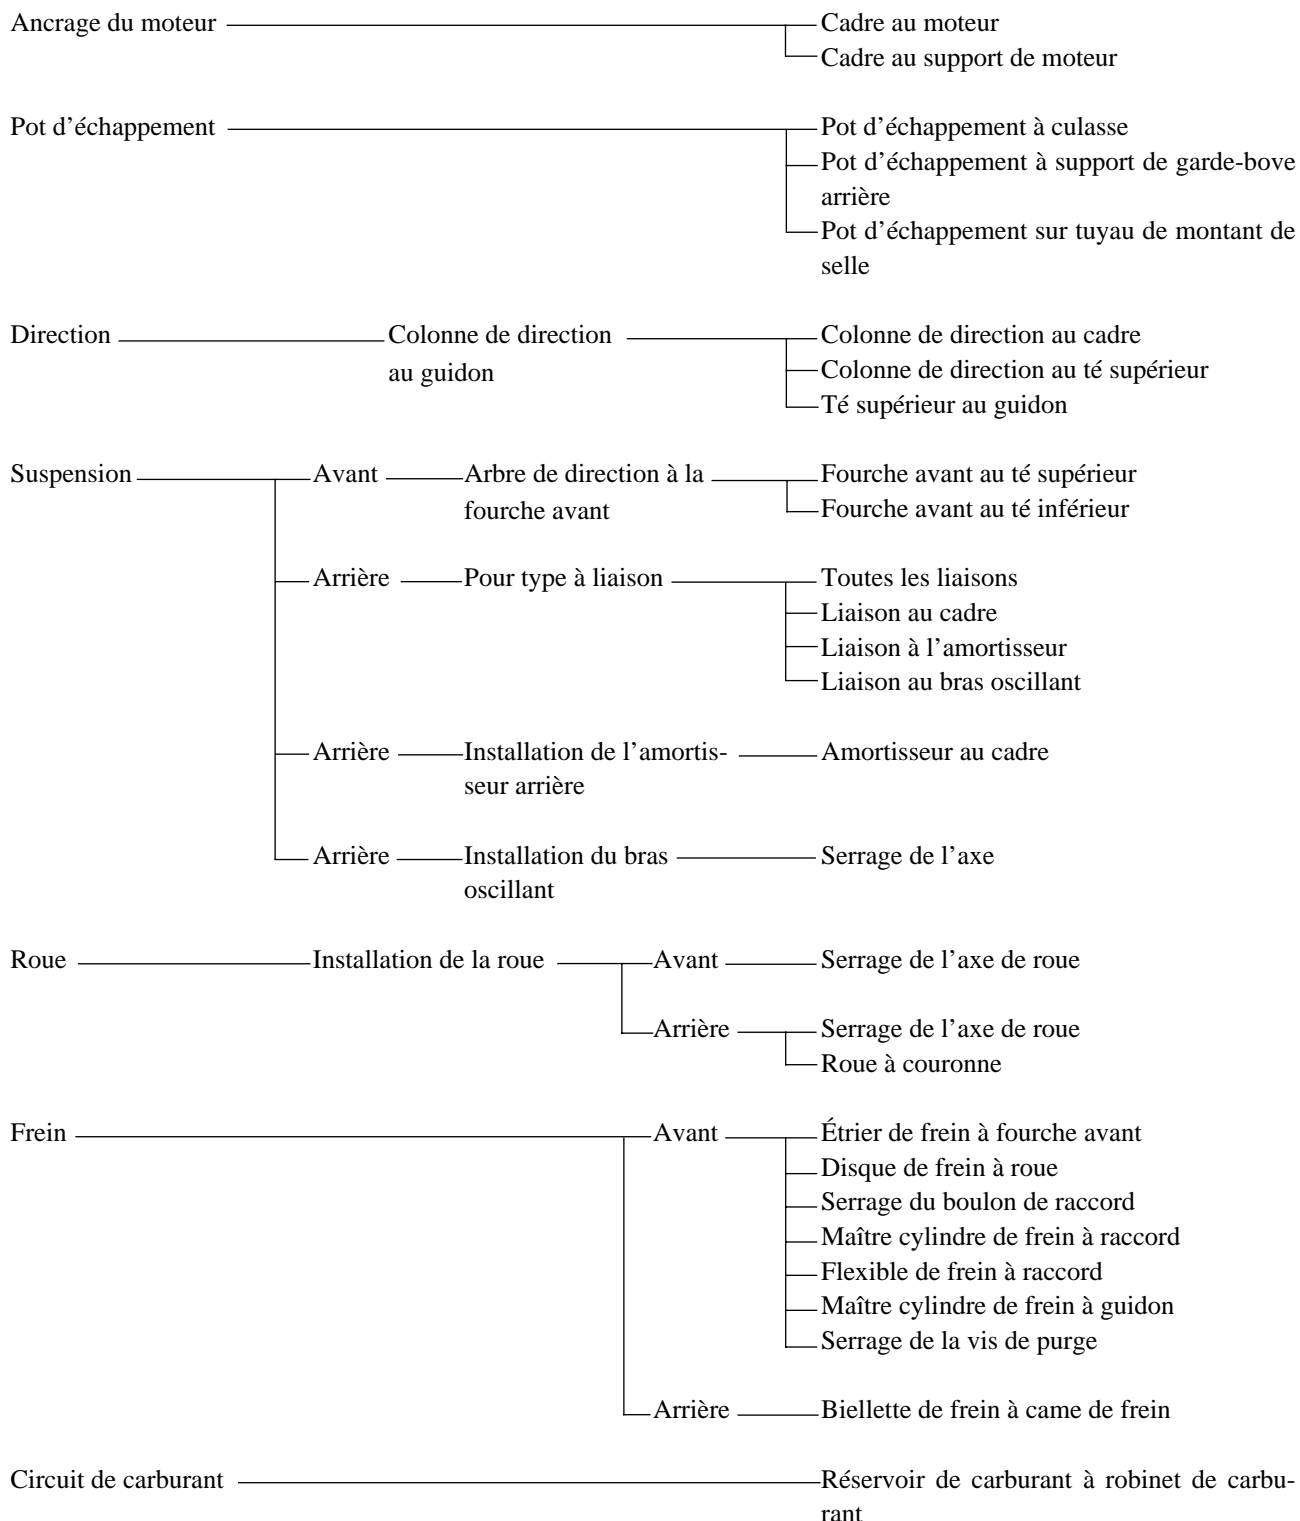 Ancrage du moteur Cadre au moteur
Cadre au support de moteur
Pot d’échappement Pot d’échappement à culasse
Pot d’échappement à support de garde-bove
arrière
Pot d’échappement sur tuyau de montant de
selle
Direction Colonne de direction Colonne de direction au cadre
au guidon Colonne de direction au té supérieur
Té supérieur au guidon
Suspension Avant Arbre de direction à la Fourche avant au té supérieur
fourche avant Fourche avant au té inférieur
Arrière Pour type à liaison Toutes les liaisons
Liaison au cadre
Liaison à l’amortisseur
Liaison au bras oscillant
Arrière Installation de l’amortis- Amortisseur au cadre
seur arrière
Arrière Installation du bras Serrage de l’axe
oscillant
Roue Installation de la roue Avant Serrage de l’axe de roue
Arrière Serrage de l’axe de roue
Roue à couronne
Frein Avant Étrier de frein à fourche avant
Disque de frein à roue
Serrage du boulon de raccord
Maître cylindre de frein à raccord
Flexible de frein à raccord
Maître cylindre de frein à guidon
Serrage de la vis de purge
Arrière Biellette de frein à came de frein
Circuit de carburant Réservoir de carburant à robinet de carbu-
rant